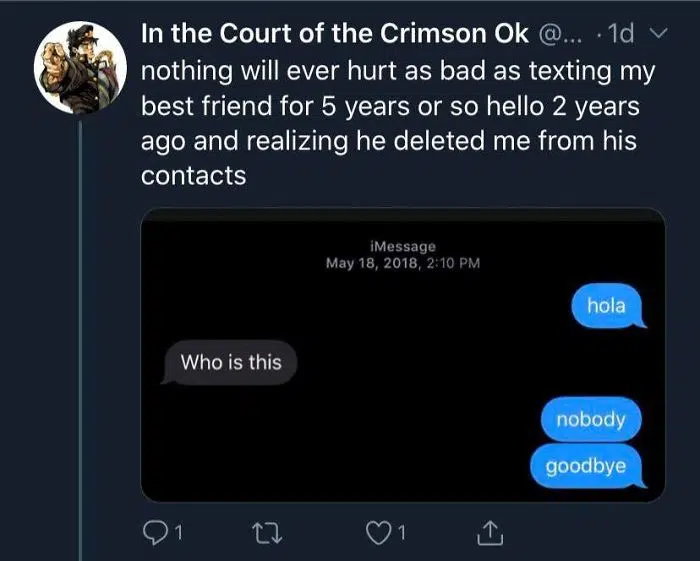 In the Court of the Crimson Ok @... · 1d
nothing will ever hurt as bad as texting my
best friend for 5 years or so hello 2 years
ago and realizing he deleted me from his
contacts
iMessage
May 18, 2018, 2:10 PM
hola
Who is this
nobody
goodbye
1 1